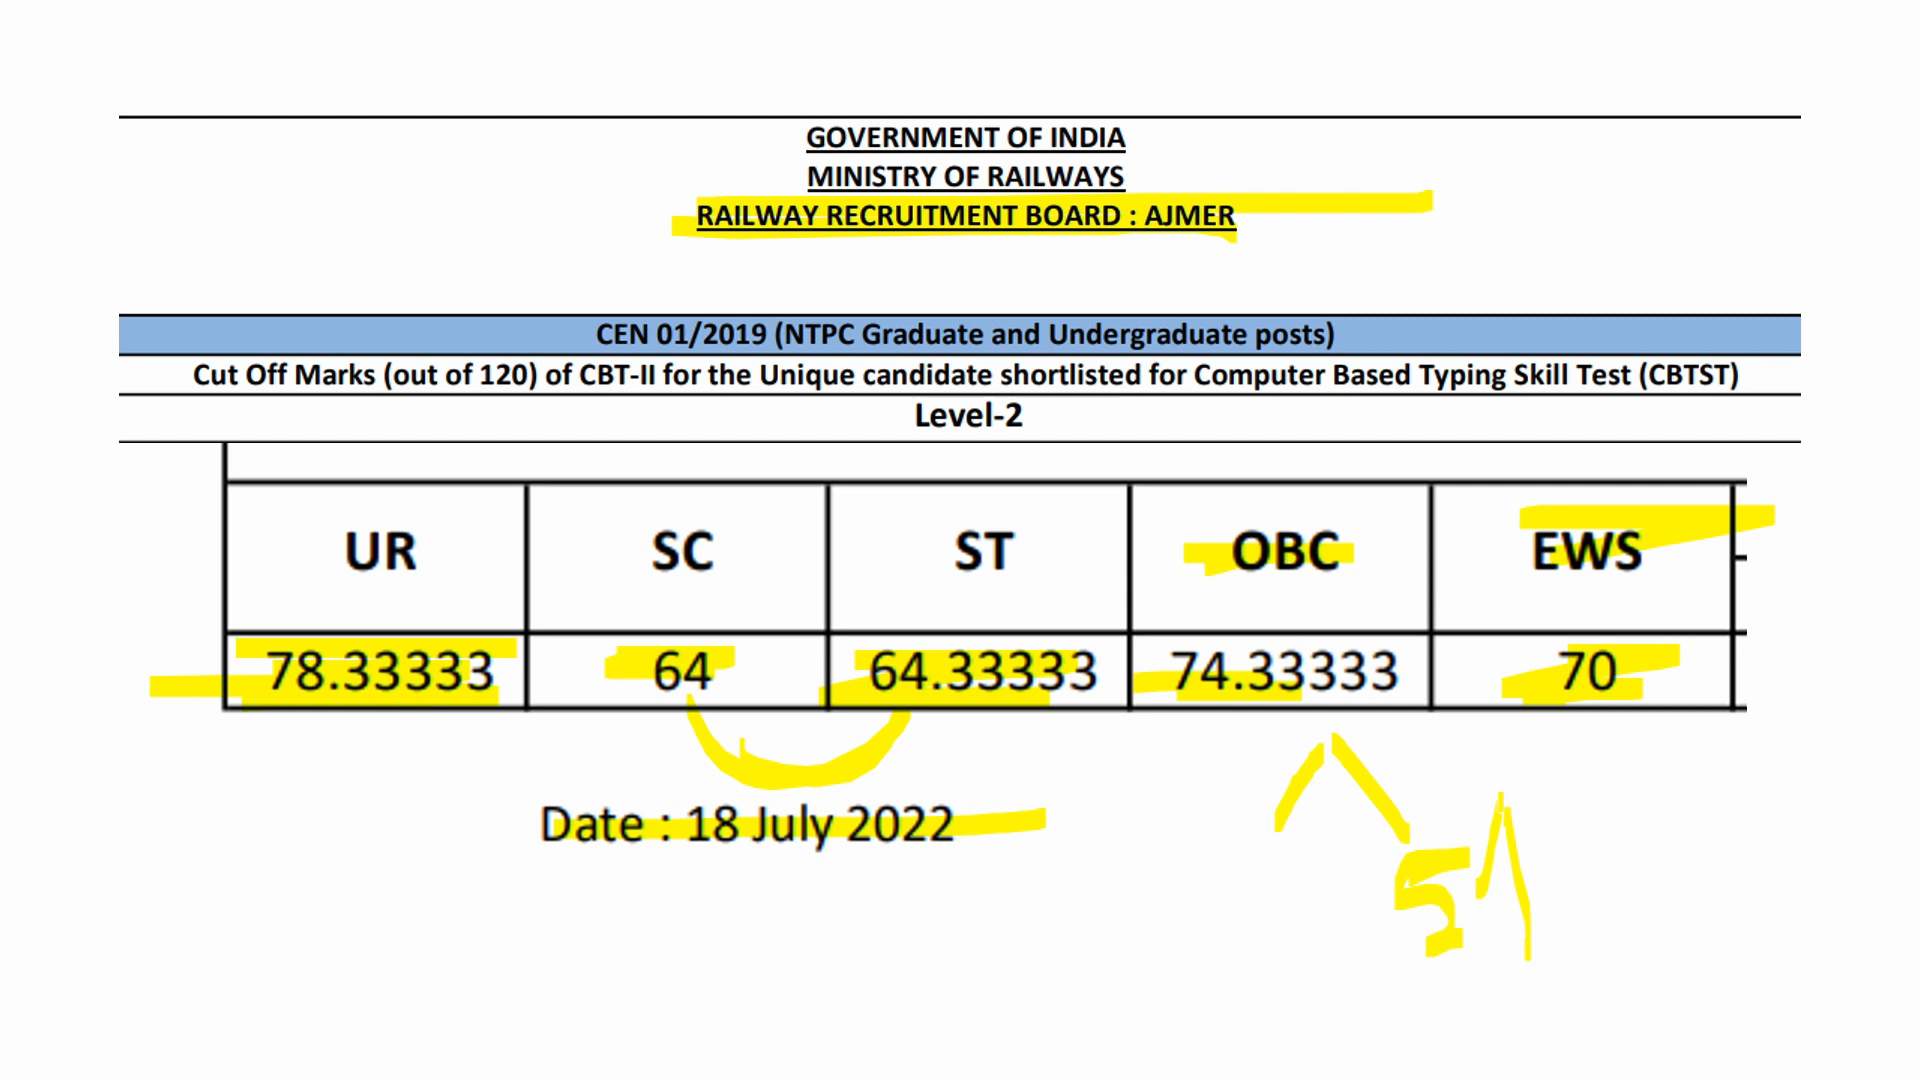 GOVERNMENT OF INDIA
MINISTRY OF RAILWAYS
RAILWAY RECRUITMENT BOARD : AJMER
CEN 01/2019 (NTPC Graduate and Undergraduate posts)
Cut Off Marks (out of 120) of CBT-II for the Unique candidate shortlisted for Computer Based Typing Skill Test (CBTST)
Level-2
UR SC ST OBC EWS
78.33333 64 64.33333 74.33333 70
Date : 18 July 2022